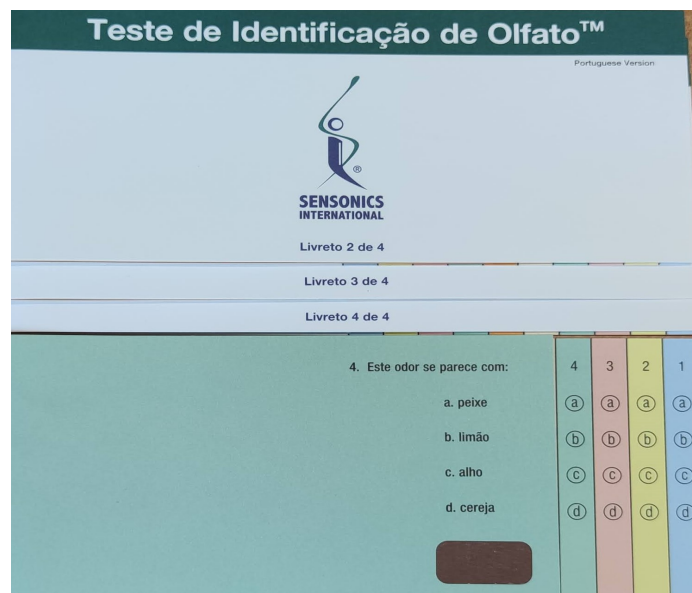 Teste de Identificação de Olfato™
Portuguese Version
®
SENSONICS
INTERNATIONAL
Livreto 2 de 4
Livreto 3 de 4
Livreto 4 de 4
4. Este odor se parece com: 4 3 2 1
a. peixe a a a a
b. limão b b b b
c. alho c c c c
d. cereja d d d d